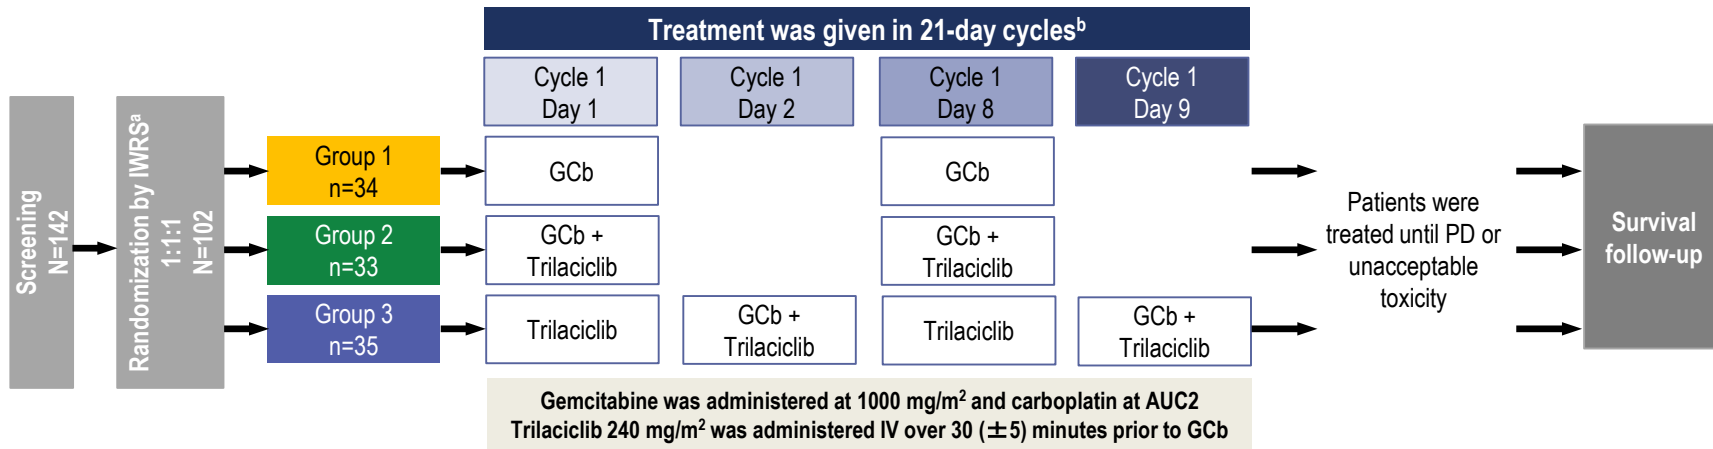 Treatment was given in 21-day cyclesᵇ
Cycle 1
Day 1
Cycle 1
Day 2
Cycle 1
Day 8
Cycle 1
Day 9
Screening
N=142
Randomization by IWRSᵃ
1:1:1
N=102
Group 1
n=34
GCb
GCb
Group 2
n=33
GCb +
Trilaciclib
GCb +
Trilaciclib
Group 3
n=35
Trilaciclib
GCb +
Trilaciclib
Trilaciclib
GCb +
Trilaciclib
Patients were
treated until PD or
unacceptable
toxicity
Survival
follow-up
Gemcitabine was administered at 1000 mg/m² and carboplatin at AUC2
Trilaciclib 240 mg/m² was administered IV over 30 (±5) minutes prior to GCb